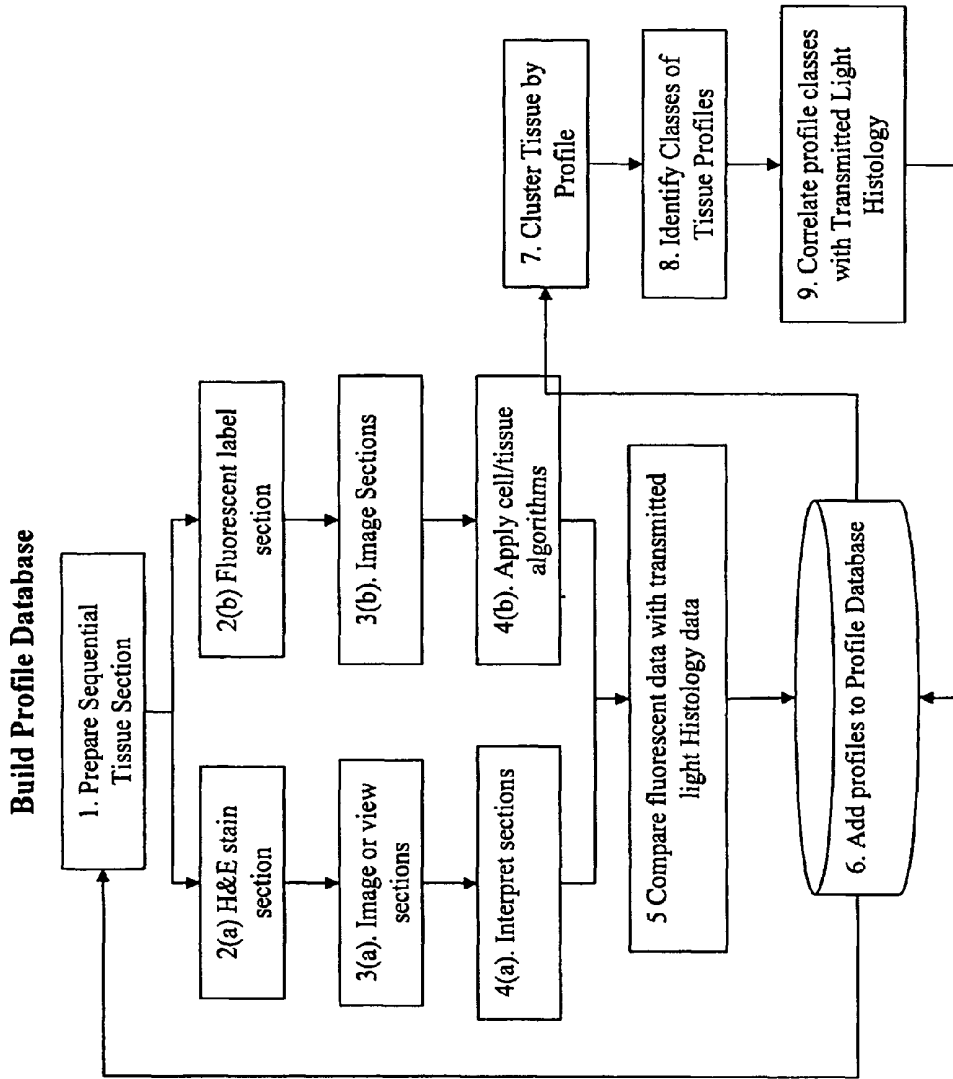 Build Profile Database
1. Prepare Sequential
Tissue Section
2(a) H&E stain
section
2(b) Fluorescent label
section
3(a). Image or view
sections
3(b). Image Sections
4(a). Interpret sections
4(b). Apply cell/tissue
algorithms
5 Compare fluorescent data with transmitted
light Histology data
6. Add profiles to Profile Database
7. Cluster Tissue by
Profile
8. Identify Classes of
Tissue Profiles
9. Correlate profile classes
with Transmitted Light
Histology